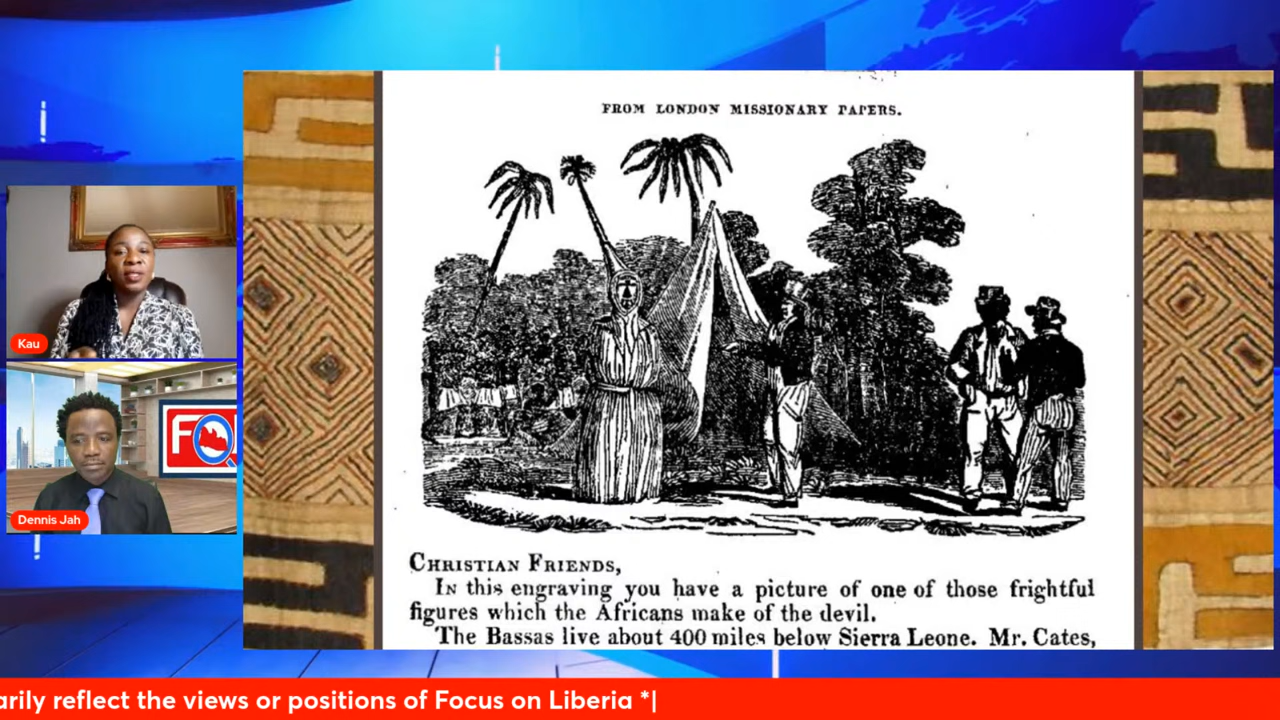 FROM LONDON MISSIONARY PAPERS.
CHRISTIAN FRIENDS,
IN this engraving you have a picture of one of those frightful
figures which the Africans make of the devil.
The Bassas live about 400 miles below Sierra Leone. Mr. Cates,
Kau
Dennis Jah
arily reflect the views or positions of Focus on Liberia *|